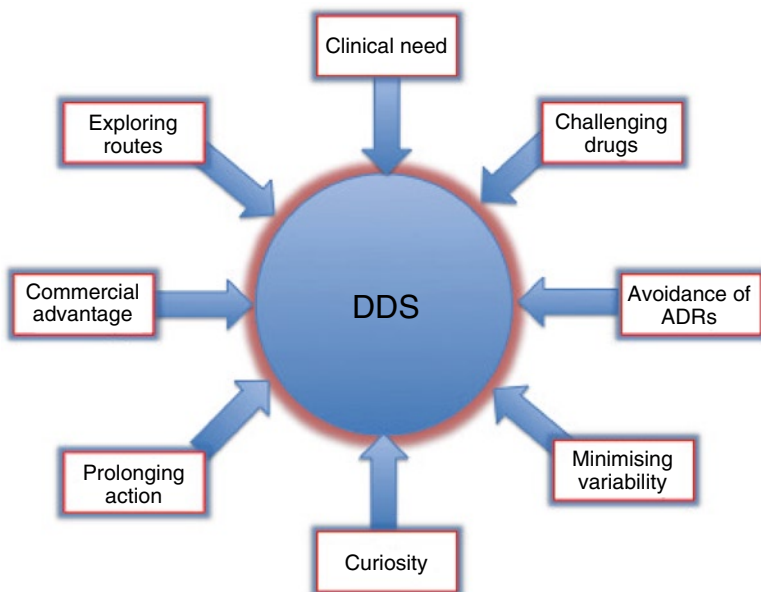 Clinical need
Exploring
routes
Challenging
drugs
Commercial
advantage
DDS
Avoidance of
ADRs
Prolonging
action
Minimising
variability
Curiosity